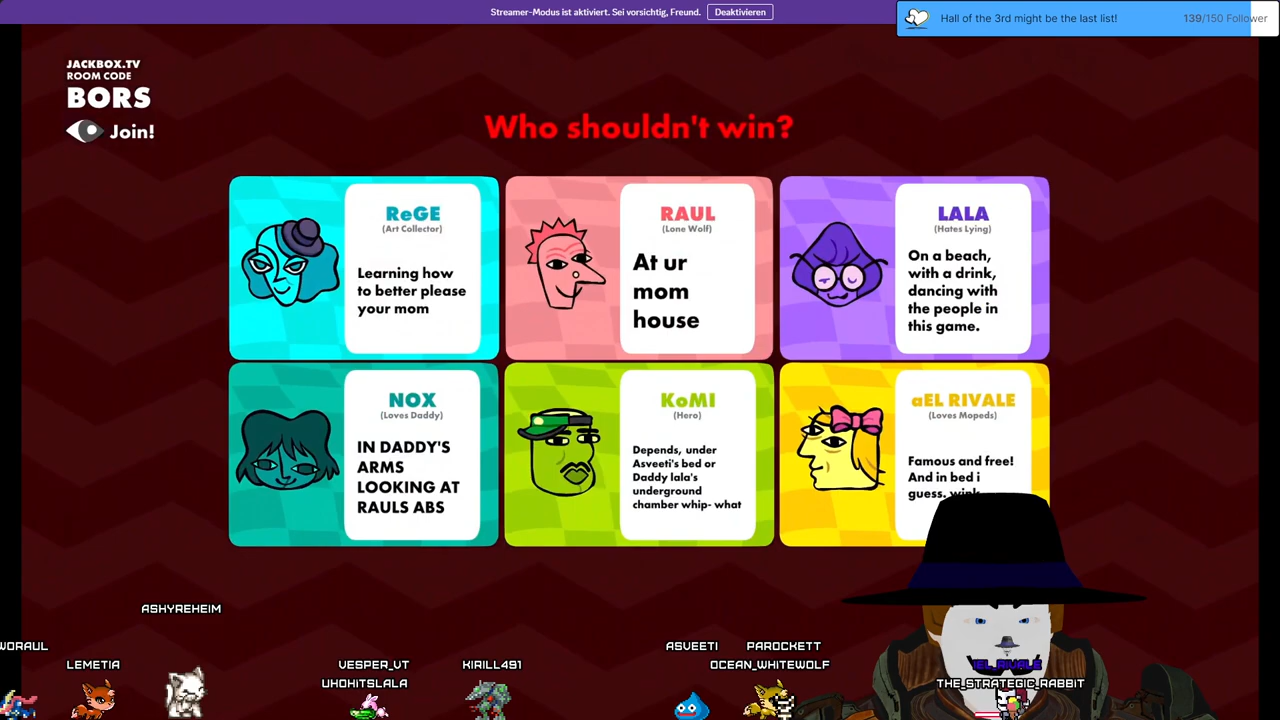 Streamer-Modus ist aktiviert. Sei vorsichtig, Freund. Deaktivieren
Hall of the 3rd might be the last list! 139/150 Follower
JACKBOX.TV
ROOM CODE
BORS
Join!
Who shouldn't win?
ReGE
(Art Collector)
Learning how
to better please
your mom
RAUL
(Lone Wolf)
At ur
mom
house
LALA
(Hates Lying)
On a beach,
with a drink,
dancing with
the people in
this game.
NOX
(Loves Daddy)
IN DADDY'S
ARMS
LOOKING AT
RAULS ABS
KoMI
(Hero)
Depends, under
Asveeti's bed or
Daddy lala's
underground
chamber whip- what
aEL RIVALE
(Loves Mopeds)
Famous and free!
And in bed i
guess. wink
ASKYREHEIM
WORAUL
LEMETIA
VESPER_VT
UHOHITSLALA
KIRILL491
ASVEETI
PAROCKETT
OCEAN_WHITEWOLF
THE_STRATEGIC_RABBIT